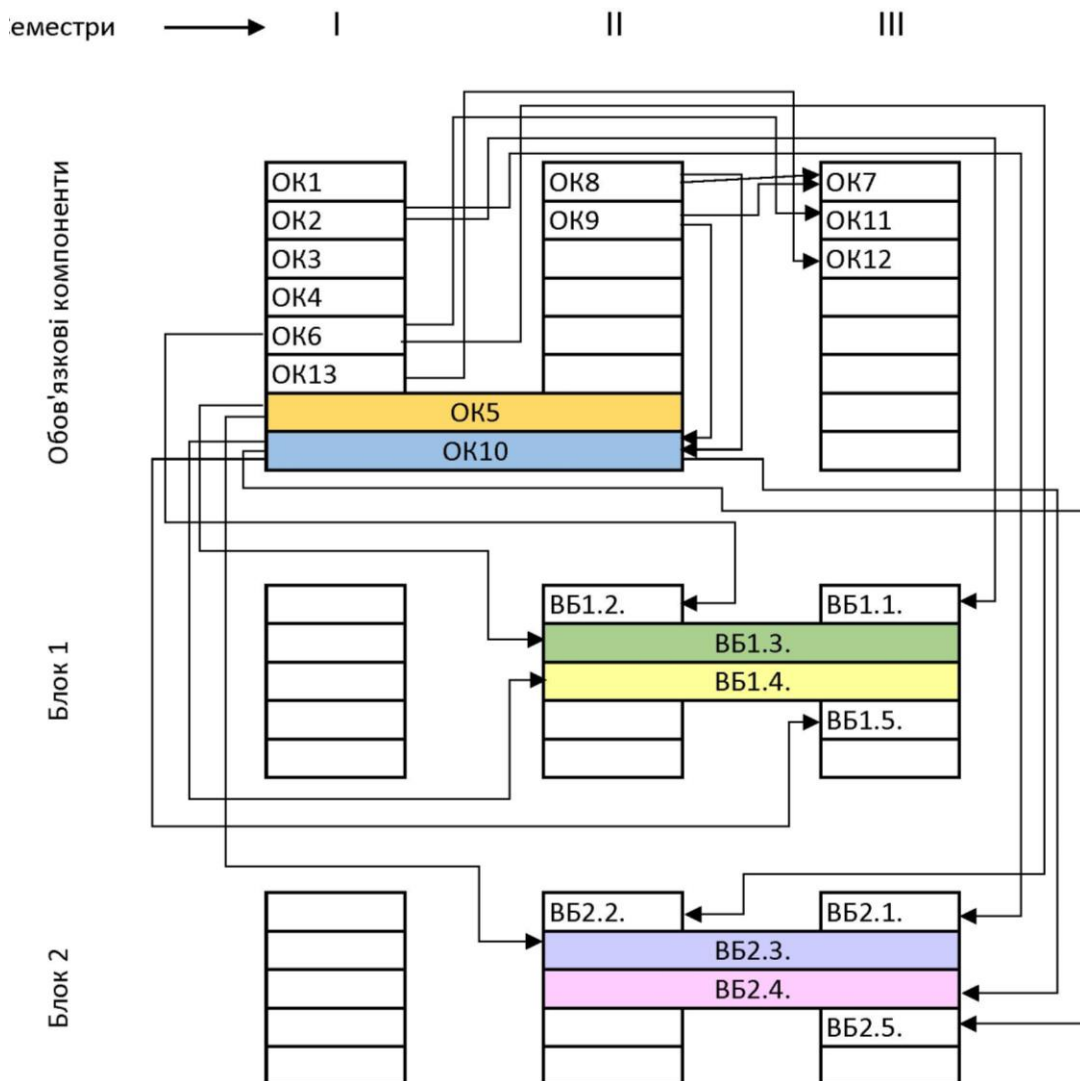 еместри I II III
Обов'язкові компоненти
ОК1 ОК8 ОК7
ОК2 ОК9 ОК11
ОК3 ОК12
ОК4
ОК6
ОК13
ОК5
ОК10
Блок 1
ВБ1.2. ВБ1.1.
ВБ1.3.
ВБ1.4.
ВБ1.5.
Блок 2
ВБ2.2. ВБ2.1.
ВБ2.3.
ВБ2.4.
ВБ2.5.